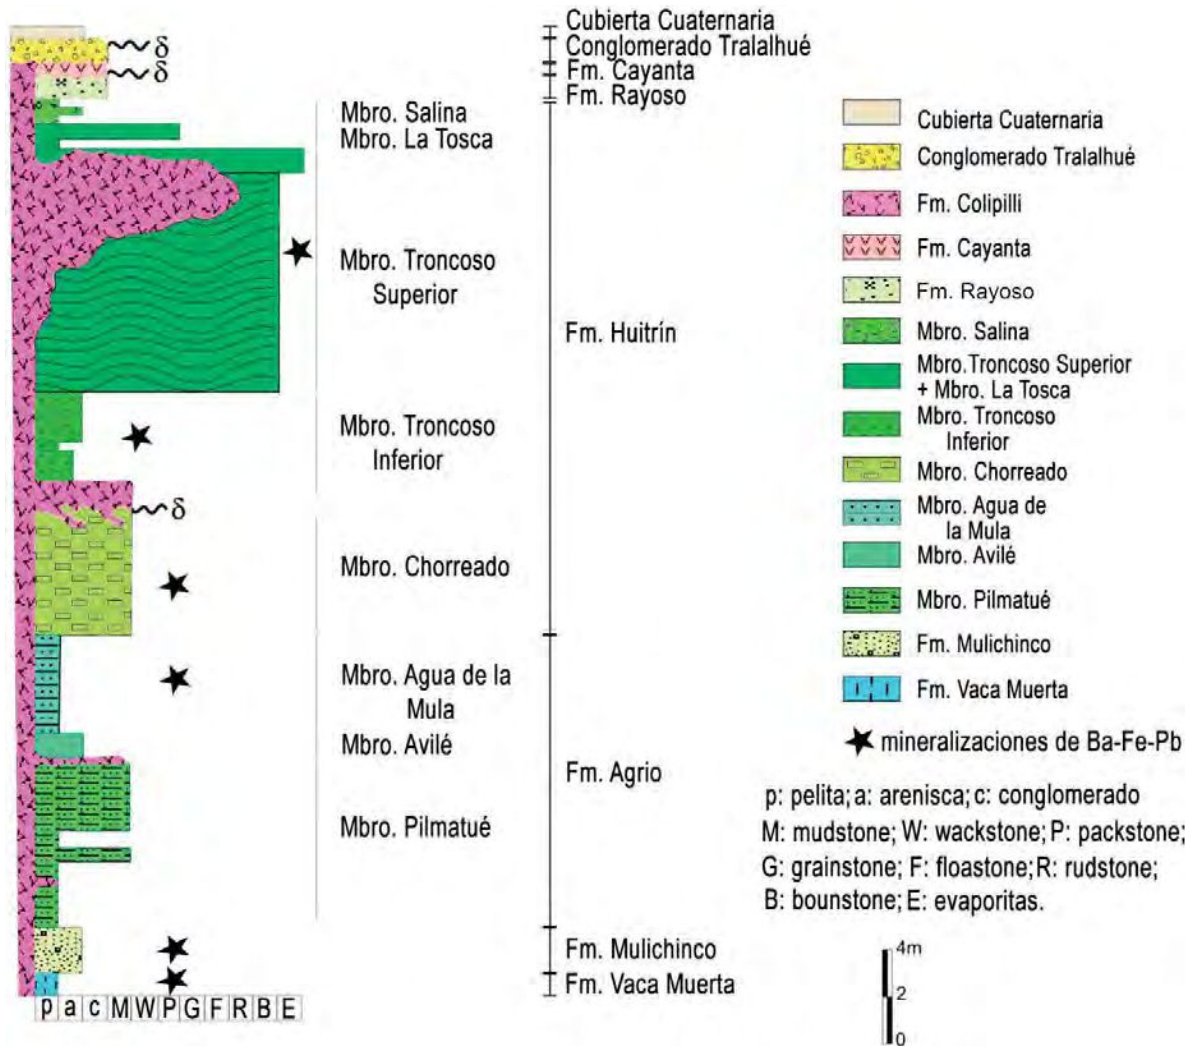 δ
δ
δ
Mbro. Salina
Mbro. La Tosca
Mbro. Troncoso
Superior
Mbro. Troncoso
Inferior
Mbro. Chorreado
Mbro. Agua de la
Mula
Mbro. Avilé
Mbro. Pilmatué
p a c M W P G F R B E
Cubierta Cuaternaria
Conglomerado Tralalhué
Fm. Cayanta
Fm. Rayoso
Fm. Huitrín
Fm. Agrio
Fm. Mulichinco
Fm. Vaca Muerta
Cubierta Cuaternaria
Conglomerado Tralalhué
Fm. Colipilli
Fm. Cayanta
Fm. Rayoso
Mbro. Salina
Mbro.Troncoso Superior
+ Mbro. La Tosca
Mbro. Troncoso
Inferior
Mbro. Chorreado
Mbro. Agua de
la Mula
Mbro. Avilé
Mbro. Pilmatué
Fm. Mulichinco
Fm. Vaca Muerta
mineralizaciones de Ba-Fe-Pb
p: pelita; a: arenisca; c: conglomerado
M: mudstone; W: wackstone; P: packstone;
G: grainstone; F: floastone; R: rudstone;
B: bounstone; E: evaporitas.
4m
2
0